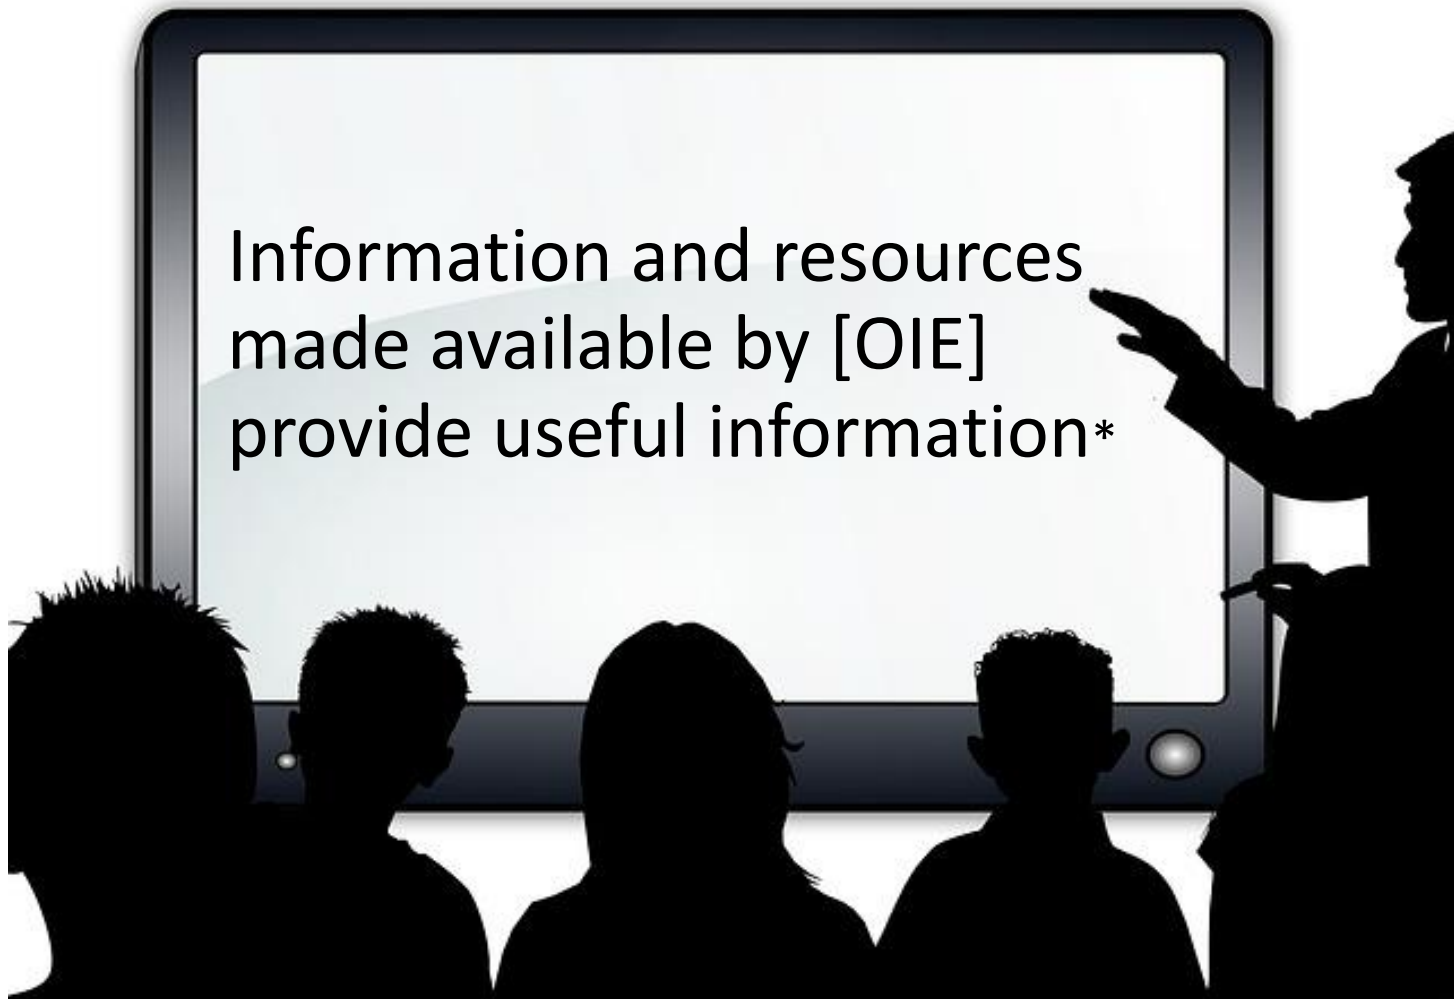 Information and resources
made available by [OIE]
provide useful information*